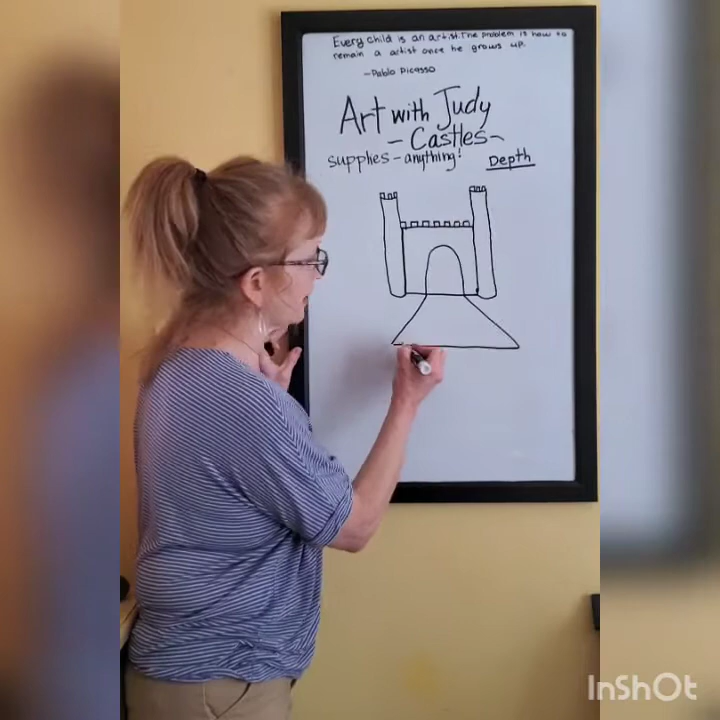 Every child is an artist. The problem is how to
remain a artist once he grows up.
- Pablo Picasso
Art with Judy
- Castles -
supplies - anything! Depth
InShOt